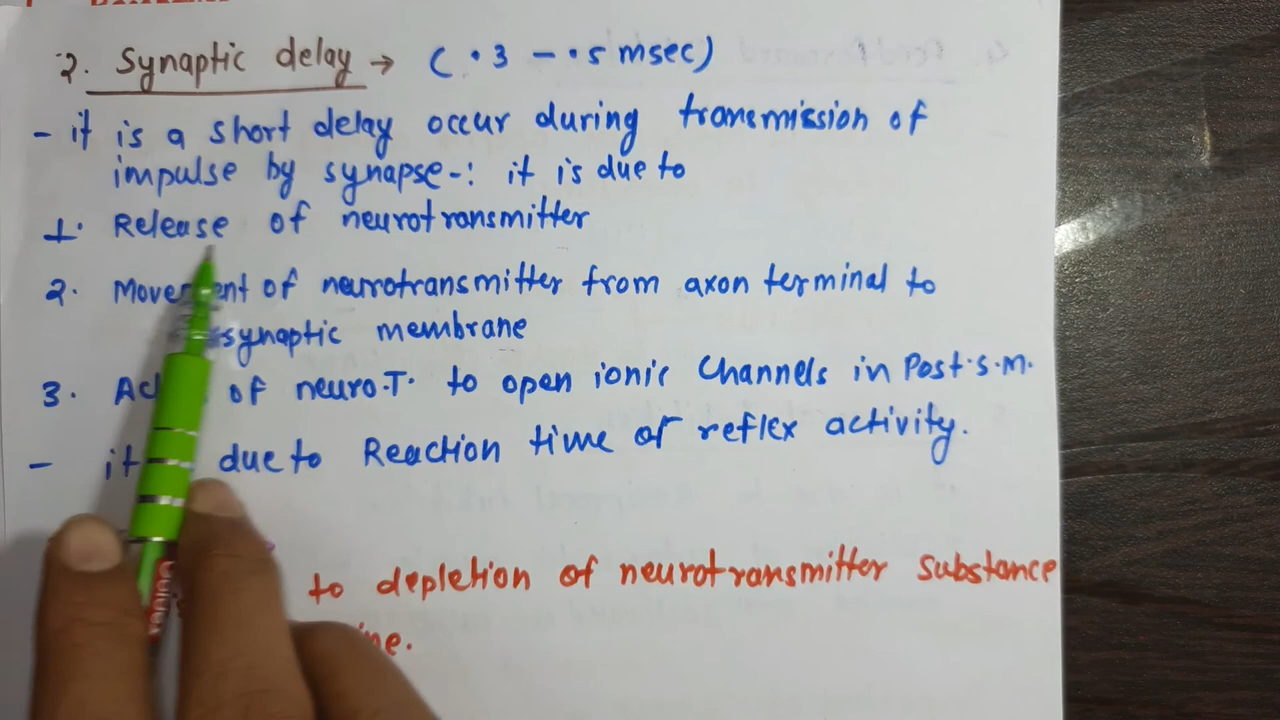 2. Synaptic delay → ( .3 – .5 msec)
- it is a short delay occur during transmission of
impulse by synapse-: it is due to
1. Release of neurotransmitter
2. Movement of neurotransmitter from axon terminal to
synaptic membrane
3. of neuro.T. to open ionic Channels in Post.s.m.
- it due to Reaction time of reflex activity.
to depletion of neurotransmitter substance